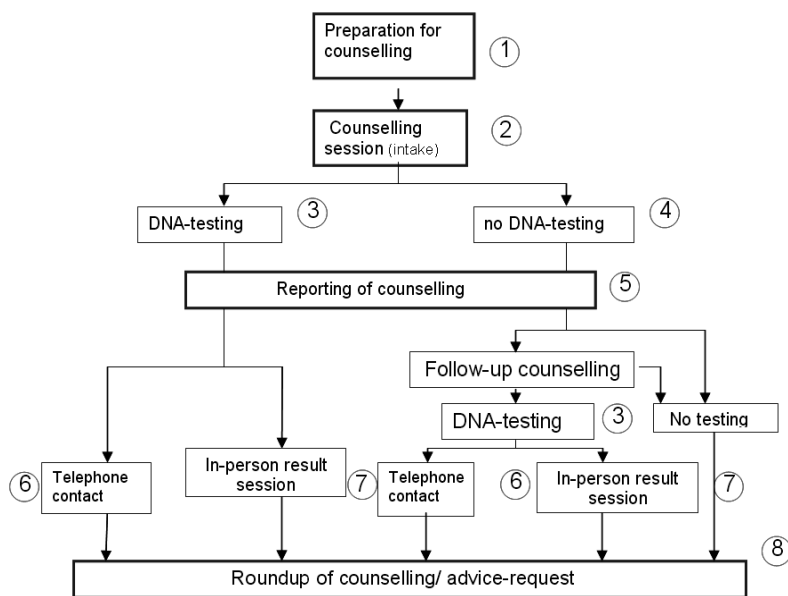 Preparation for
counselling
1
Counselling
session (intake)
2
DNA-testing
3
no DNA-testing
4
Reporting of counselling
5
Follow-up counselling
DNA-testing
3
No testing
6
Telephone
contact
In-person result
session
7
Telephone
contact
6
In-person result
session
7
8
Roundup of counselling/ advice-request